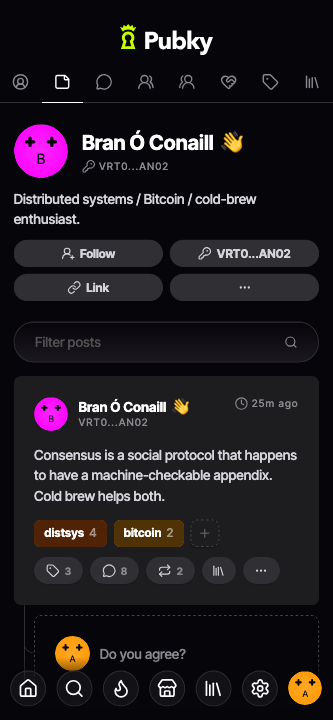 Pubky
Bran Ó Conaill 👋
VRT0...AN02
Distributed systems / Bitcoin / cold-brew
enthusiast.
Follow
VRT0...AN02
Link
...
Filter posts
Bran Ó Conaill 👋
25m ago
VRT0...AN02
Consensus is a social protocol that happens
to have a machine-checkable appendix.
Cold brew helps both.
distsys 4
bitcoin 2
+
3
8
2
...
Do you agree?
B
B
A
A